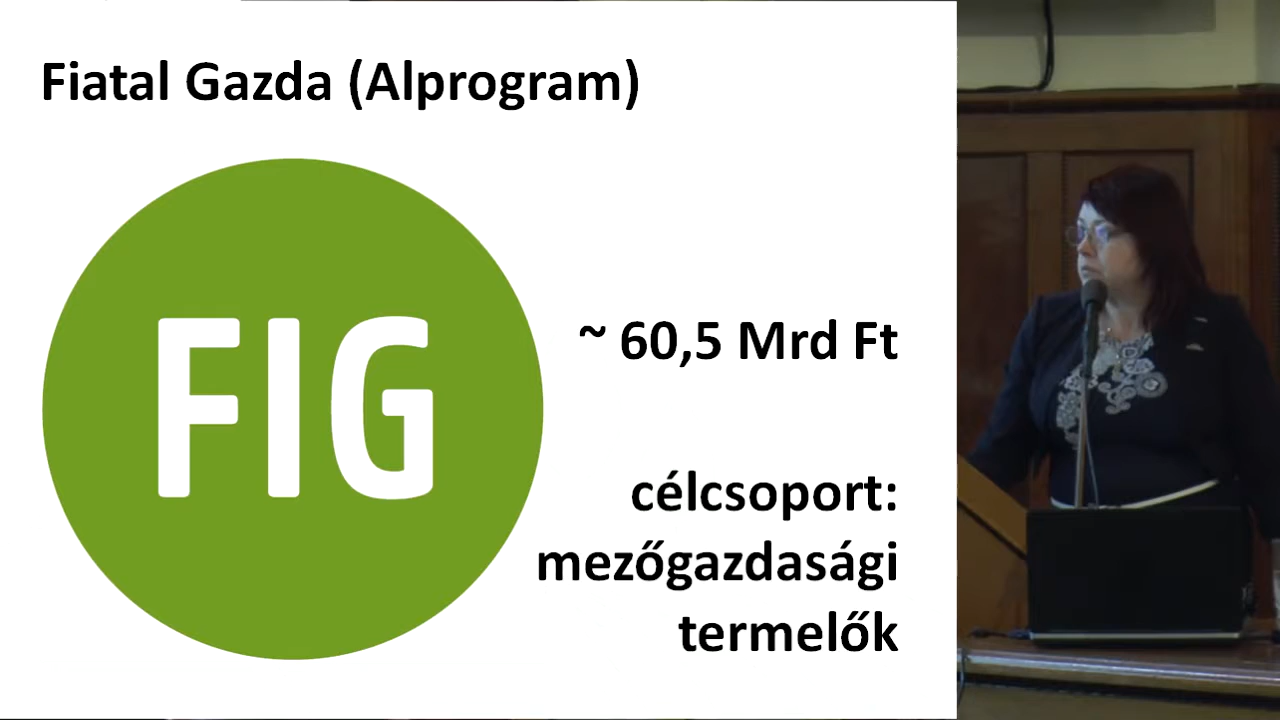 Fiatal Gazda (Alprogram)
FIG
~ 60,5 Mrd Ft
célcsoport:
mezőgazdasági
termelők